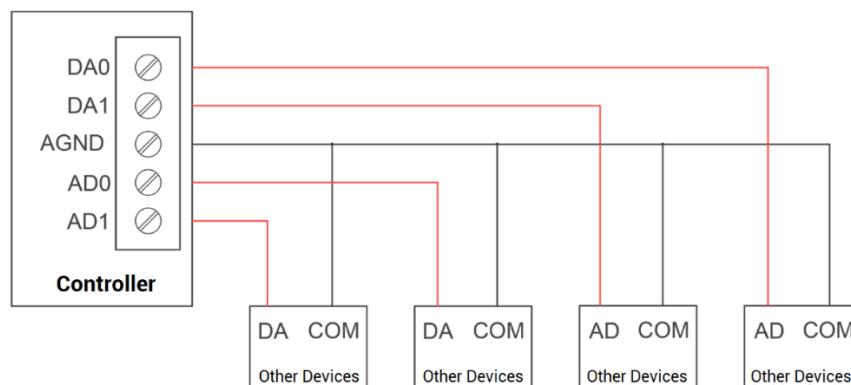 DA0
DA1
AGND
AD0
AD1
Controller
DA COM
Other Devices
DA COM
Other Devices
AD COM
Other Devices
AD COM
Other Devices